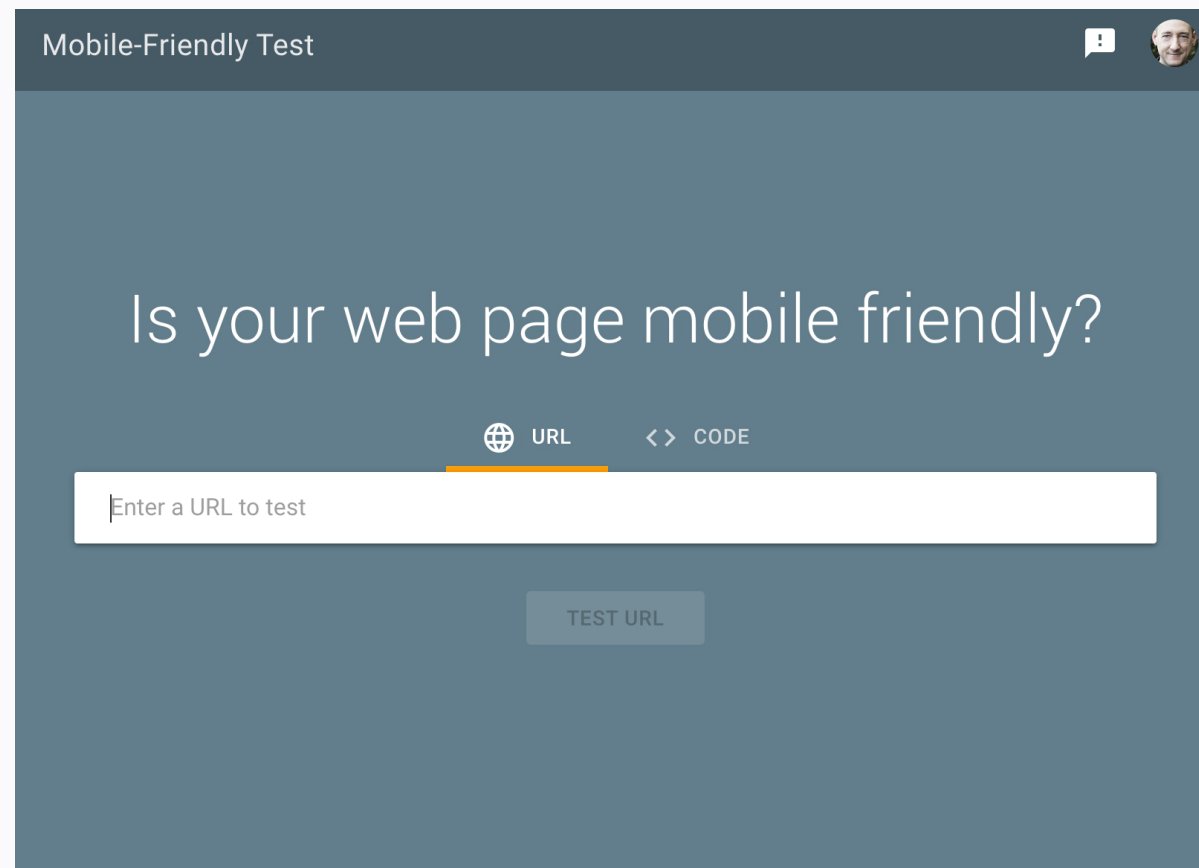 Mobile-Friendly Test
Is your web page mobile friendly?
URL
CODE
Enter a URL to test
TEST URL